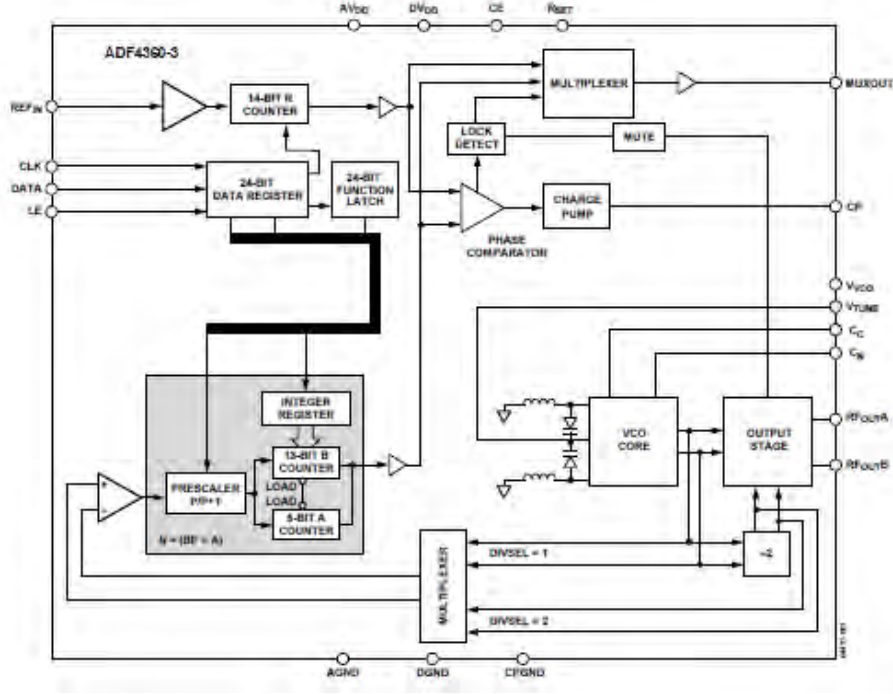 AVDD
DVDD
CE
RSET
ADF4360-3
REFIN
14-BIT R
COUNTER
MULTIPLEXER
MUXOUT
LOCK
DETECT
MUTE
CLK
DATA
LE
24-BIT
DATA REGISTER
24-BIT
FUNCTION
LATCH
CHARGE
PUMP
CP
PHASE
COMPARATOR
VVCO
VTUNE
CC
CN
INTEGER
REGISTER
13-BIT B
COUNTER
LOAD
LOAD
5-BIT A
COUNTER
PRESCALER
P/P+1
N = (BP + A)
+
−
VCO
CORE
OUTPUT
STAGE
RFOUTA
RFOUTB
MULTIPLEXER
DIVSEL = 1
DIVSEL = 2
÷2
AGND
DGND
CPGND